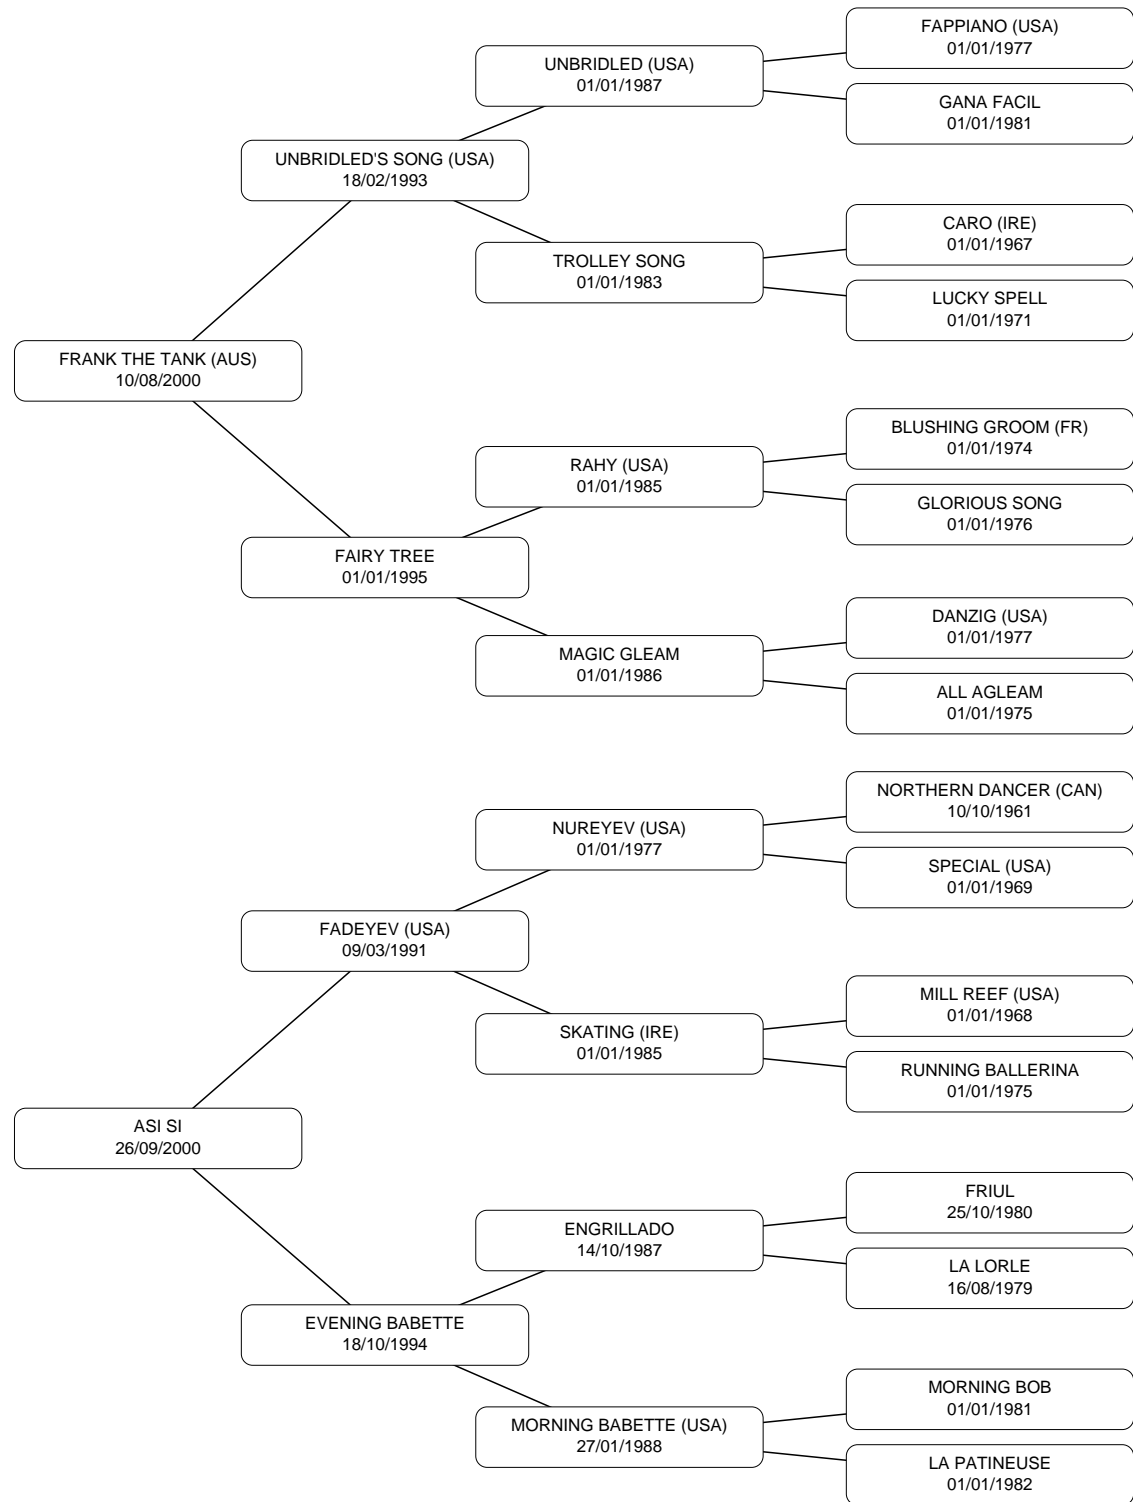 FAPPIANO (USA)
01/01/1977
UNBRIDLED (USA)
01/01/1987
GANA FACIL
01/01/1981
UNBRIDLED'S SONG (USA)
18/02/1993
CARO (IRE)
01/01/1967
TROLLEY SONG
01/01/1983
LUCKY SPELL
01/01/1971
FRANK THE TANK (AUS)
10/08/2000
BLUSHING GROOM (FR)
01/01/1974
RAHY (USA)
01/01/1985
GLORIOUS SONG
01/01/1976
FAIRY TREE
01/01/1995
DANZIG (USA)
01/01/1977
MAGIC GLEAM
01/01/1986
ALL AGLEAM
01/01/1975
NORTHERN DANCER (CAN)
10/10/1961
NUREYEV (USA)
01/01/1977
SPECIAL (USA)
01/01/1969
FADEYEV (USA)
09/03/1991
MILL REEF (USA)
01/01/1968
SKATING (IRE)
01/01/1985
RUNNING BALLERINA
01/01/1975
ASI SI
26/09/2000
FRIUL
25/10/1980
ENGRILLADO
14/10/1987
LA LORLE
16/08/1979
EVENING BABETTE
18/10/1994
MORNING BOB
01/01/1981
MORNING BABETTE (USA)
27/01/1988
LA PATINEUSE
01/01/1982